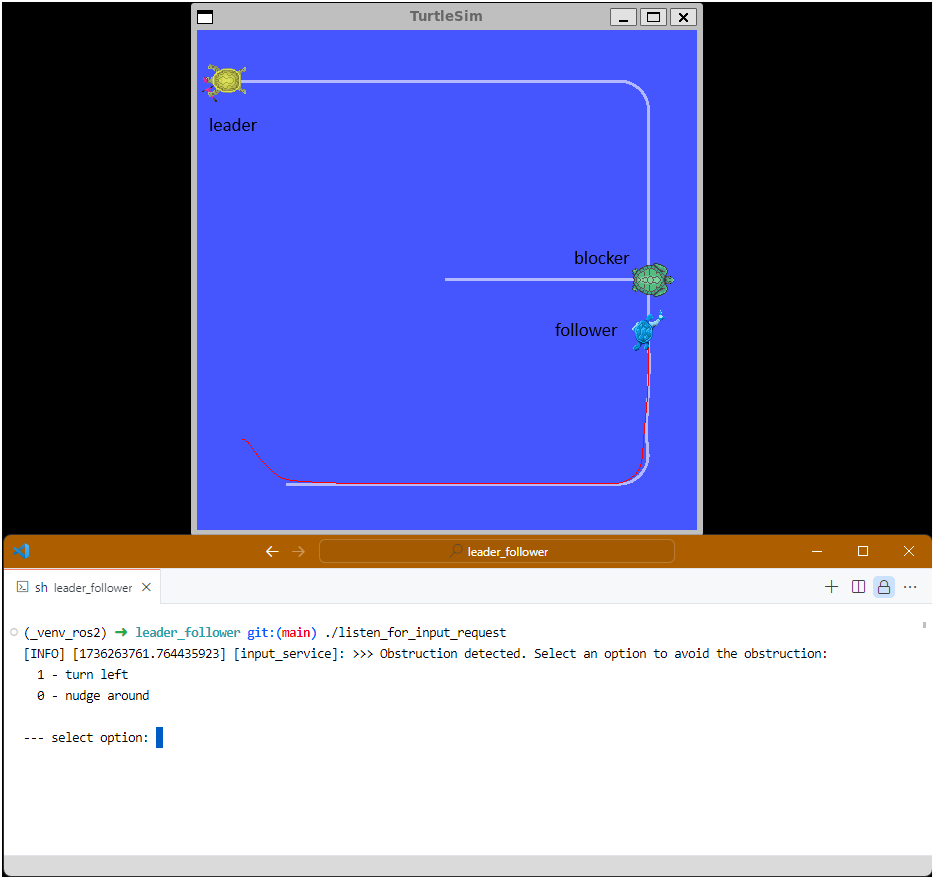 TurtleSim
leader
blocker
follower
leader_follower
sh leader_follower
(_venv_ros2) ➜ leader_follower git:(main) ./listen_for_input_request
[INFO] [1736263761.764435923] [input_service]: >>> Obstruction detected. Select an option to avoid the obstruction:
1 - turn left
0 - nudge around
--- select option: